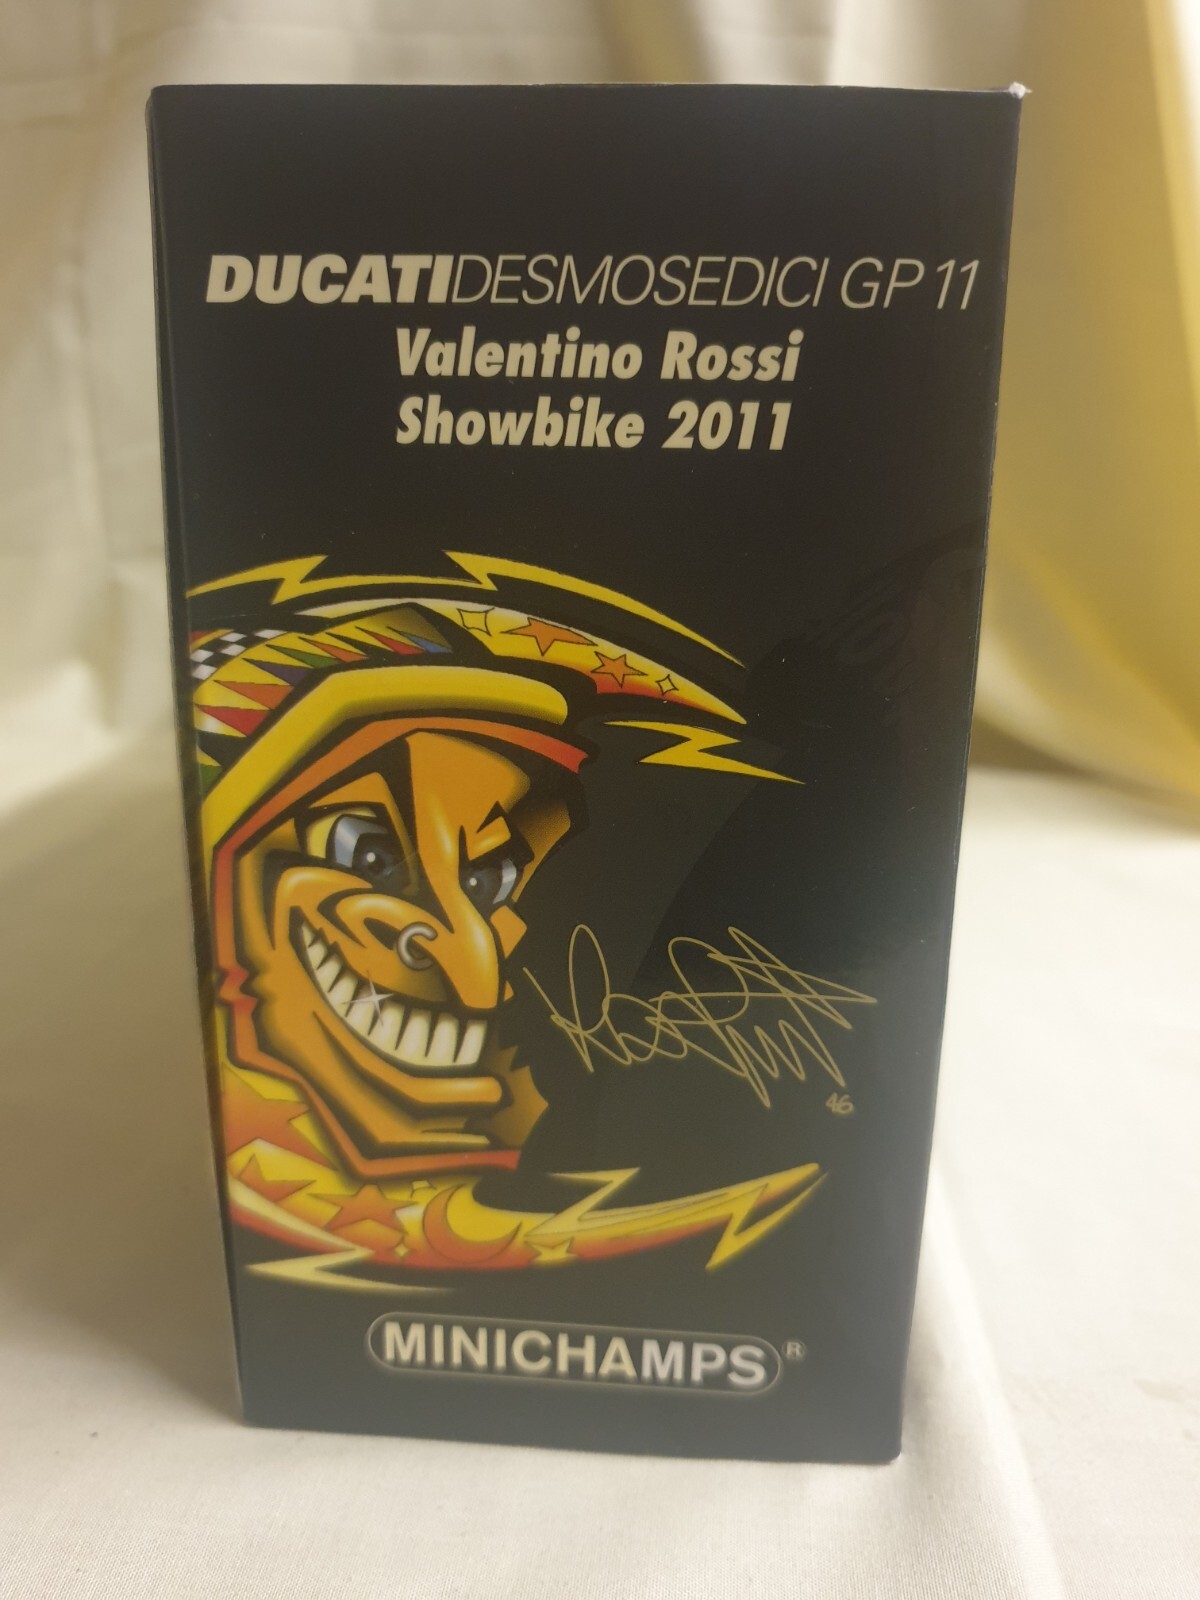 DUCATIDESMOSEDICI GP 11
Valentino Rossi
Showbike 2011
46
MINICHAMPS®